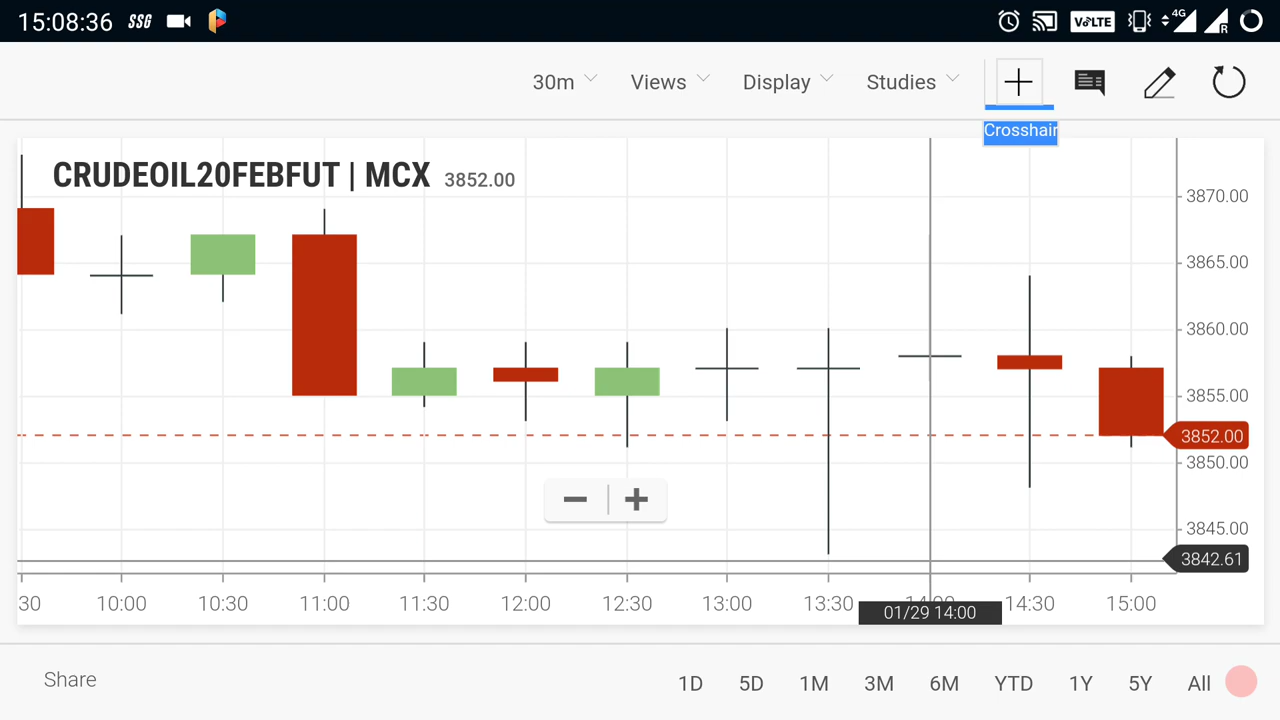 15:08:36 SSG VoLTE 4G R
30m Views Display Studies
Crosshair
CRUDEOIL20FEBFUT | MCX 3852.00
3870.00
3865.00
3860.00
3855.00
3852.00
3850.00
3845.00
3842.61
30 10:00 10:30 11:00 11:30 12:00 12:30 13:00 13:30 14:00 14:30 15:00
01/29 14:00
Share 1D 5D 1M 3M 6M YTD 1Y 5Y All